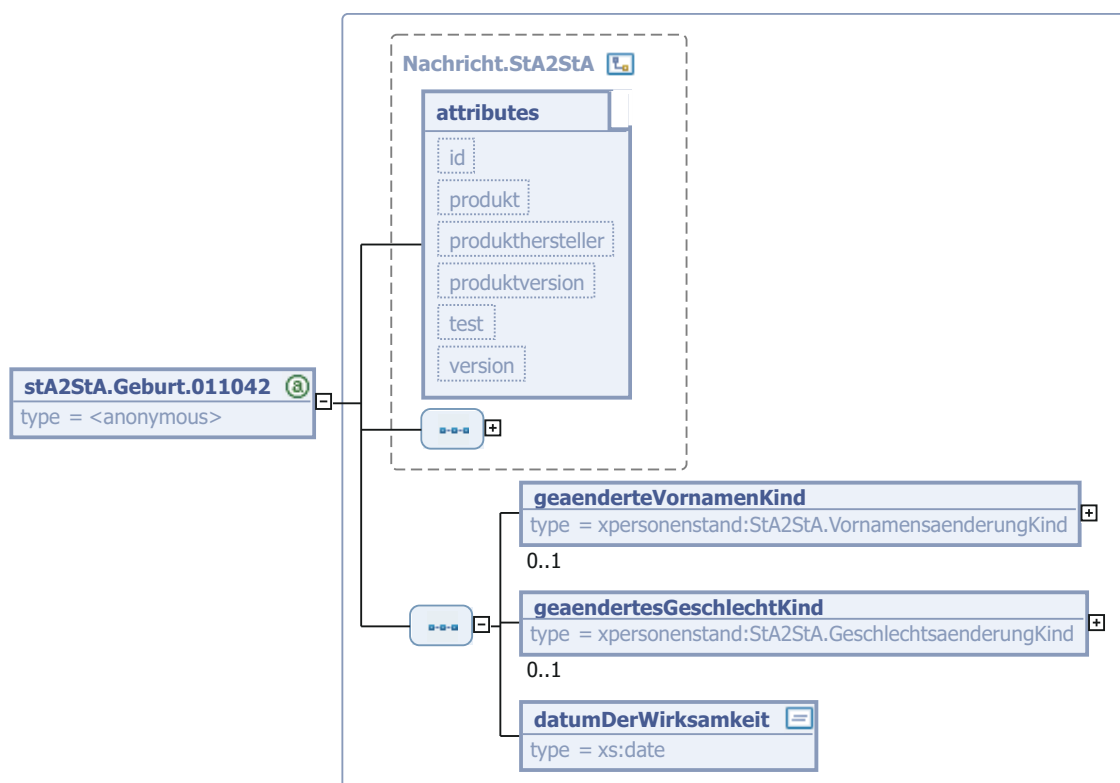 Nachricht.StA2StA
attributes
id
produkt
produkthersteller
produktversion
test
version
stA2StA.Geburt.011042
type = <anonymous>
geaenderteVornamenKind
type = xpersonenstand:StA2StA.VornamensaenderungKind
0..1
geaendertesGeschlechtKind
type = xpersonenstand:StA2StA.GeschlechtsaenderungKind
0..1
datumDerWirksamkeit
type = xs:date